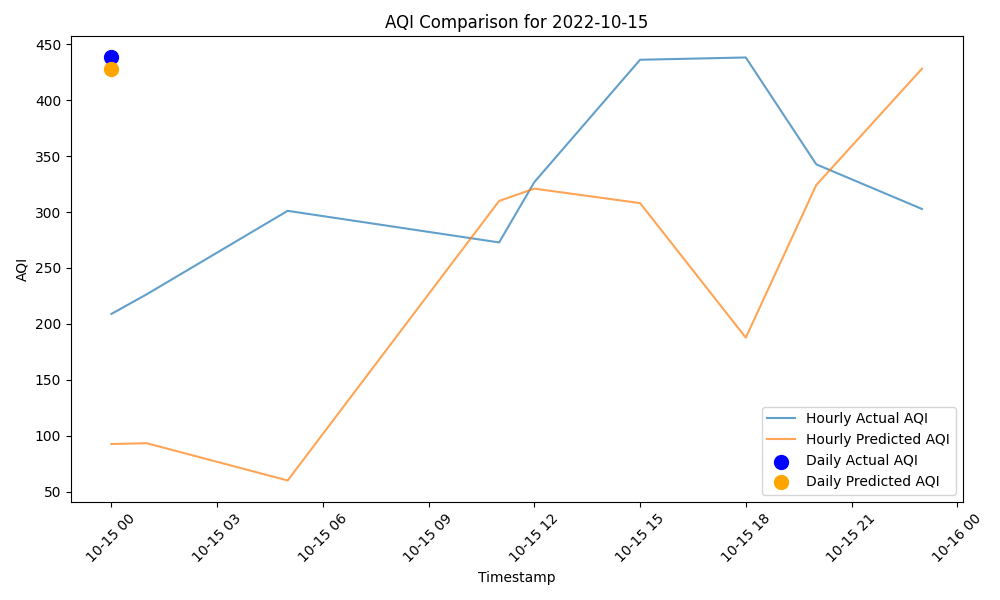 AQI Comparison for 2022-10-15
AQI
450
400
350
300
250
200
150
100
50
10-15 00
10-15 03
10-15 06
10-15 09
10-15 12
10-15 15
10-15 18
10-15 21
10-16 00
Timestamp
Hourly Actual AQI
Hourly Predicted AQI
Daily Actual AQI
Daily Predicted AQI